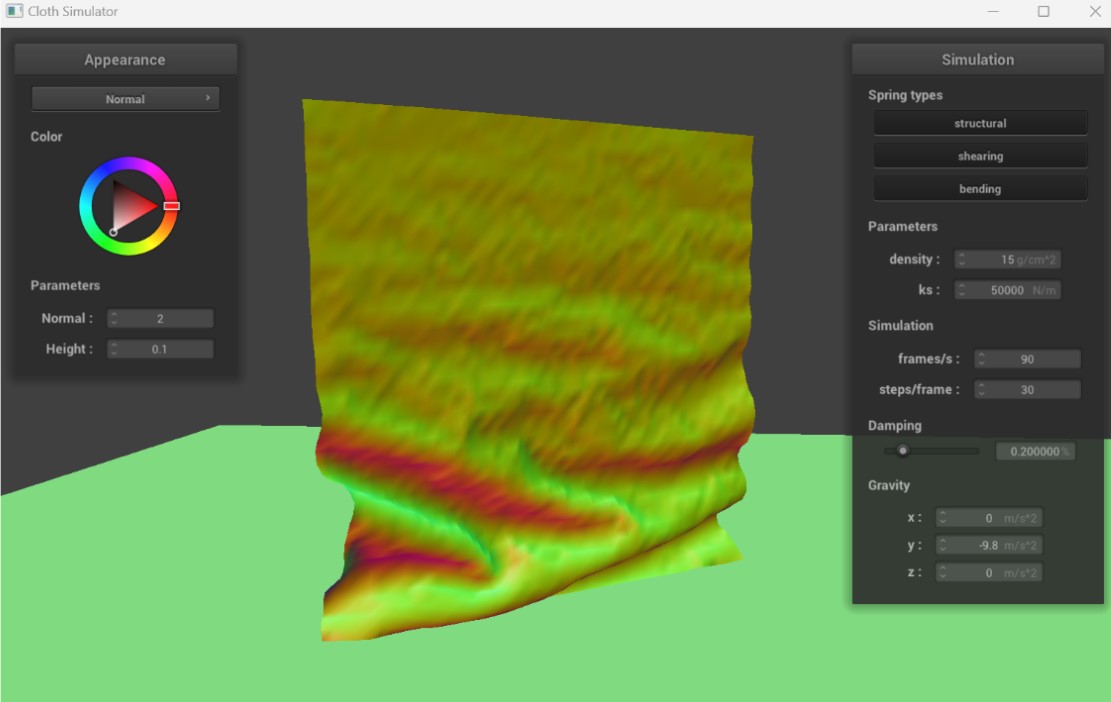 Cloth Simulator
Appearance
Normal
Color
Parameters
Normal : 2
Height : 0.1
Simulation
Spring types
structural
shearing
bending
Parameters
density : 15 g/cm^2
ks : 50000 N/m
Simulation
frames/s : 90
steps/frame : 30
Damping
0.200000 %
Gravity
x : 0 m/s^2
y : -9.8 m/s^2
z : 0 m/s^2